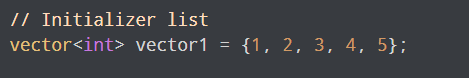 // Initializer list
vector<int> vector1 = {1, 2, 3, 4, 5};